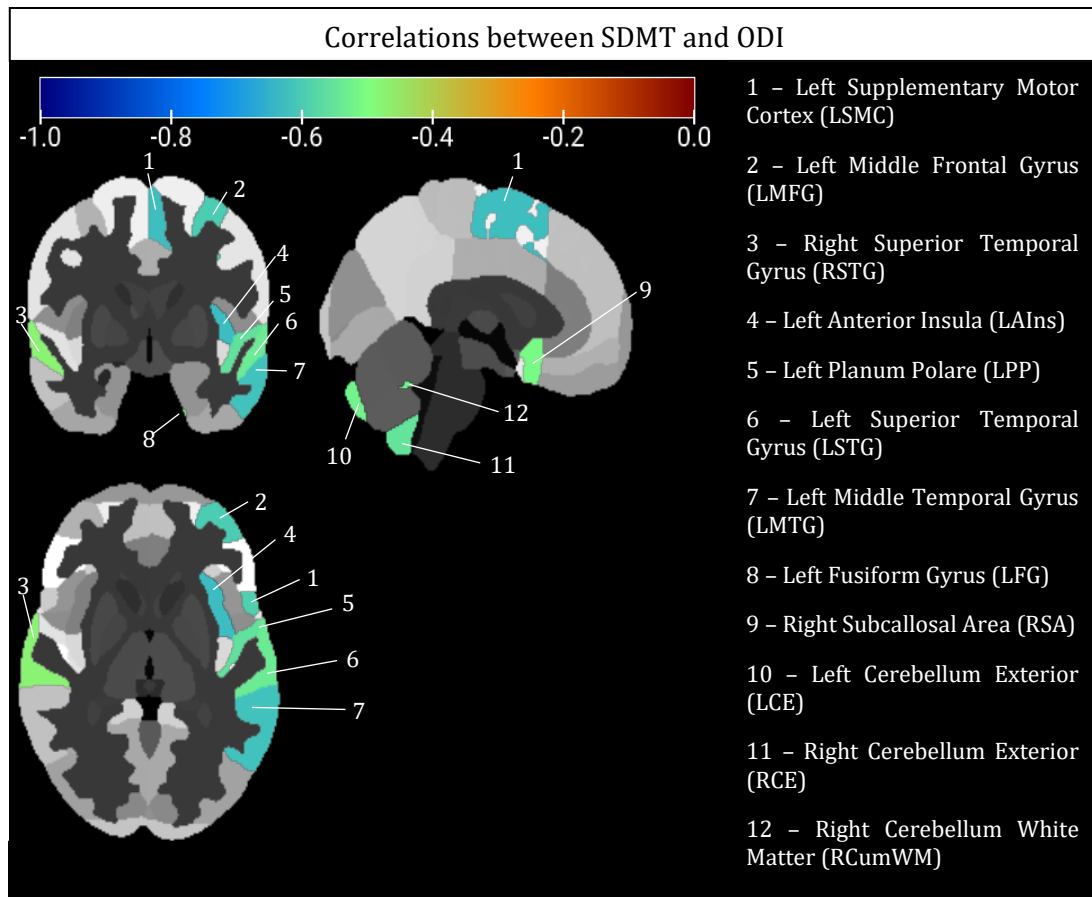 Correlations between SDMT and ODI
-1.0 -0.8 -0.6 -0.4 -0.2 0.0
1 – Left Supplementary Motor
Cortex (LSMC)
2 – Left Middle Frontal Gyrus
(LMFG)
3 – Right Superior Temporal
Gyrus (RSTG)
4 – Left Anterior Insula (LAIns)
5 – Left Planum Polare (LPP)
6 – Left Superior Temporal
Gyrus (LSTG)
7 – Left Middle Temporal Gyrus
(LMTG)
8 – Left Fusiform Gyrus (LFG)
9 – Right Subcallosal Area (RSA)
10 – Left Cerebellum Exterior
(LCE)
11 – Right Cerebellum Exterior
(RCE)
12 – Right Cerebellum White
Matter (RCumWM)
1
2
4
5
3
6
7
8
1
9
12
10
11
2
4
3
1
5
6
7